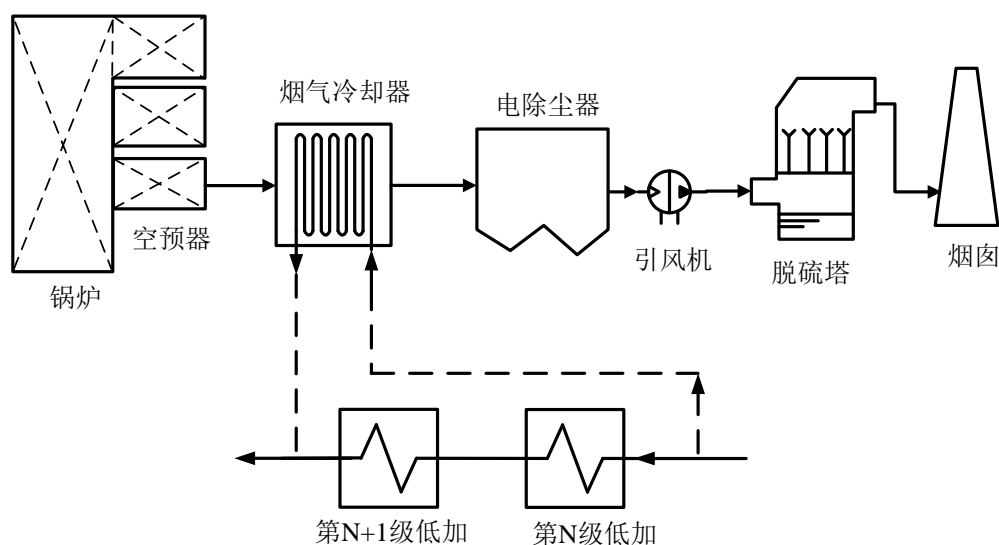 烟气冷却器
电除尘器
空预器
引风机
脱硫塔
烟囱
锅炉
第N+1级低加
第N级低加